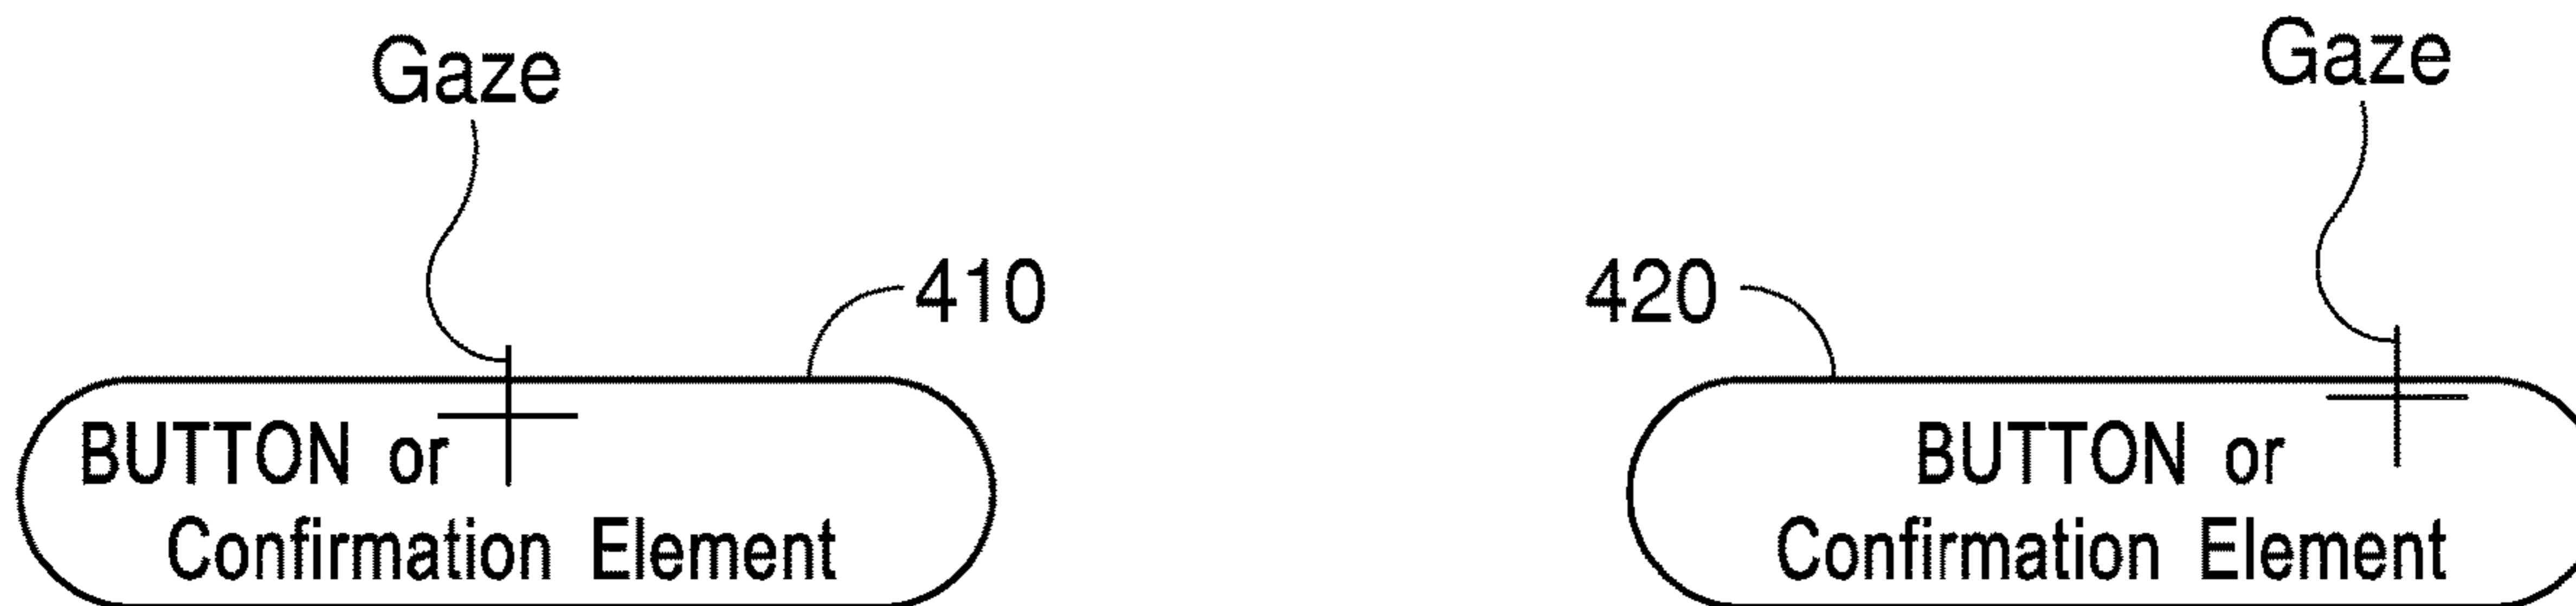 Gaze
410
BUTTON or
Confirmation Element
Gaze
420
BUTTON or
Confirmation Element